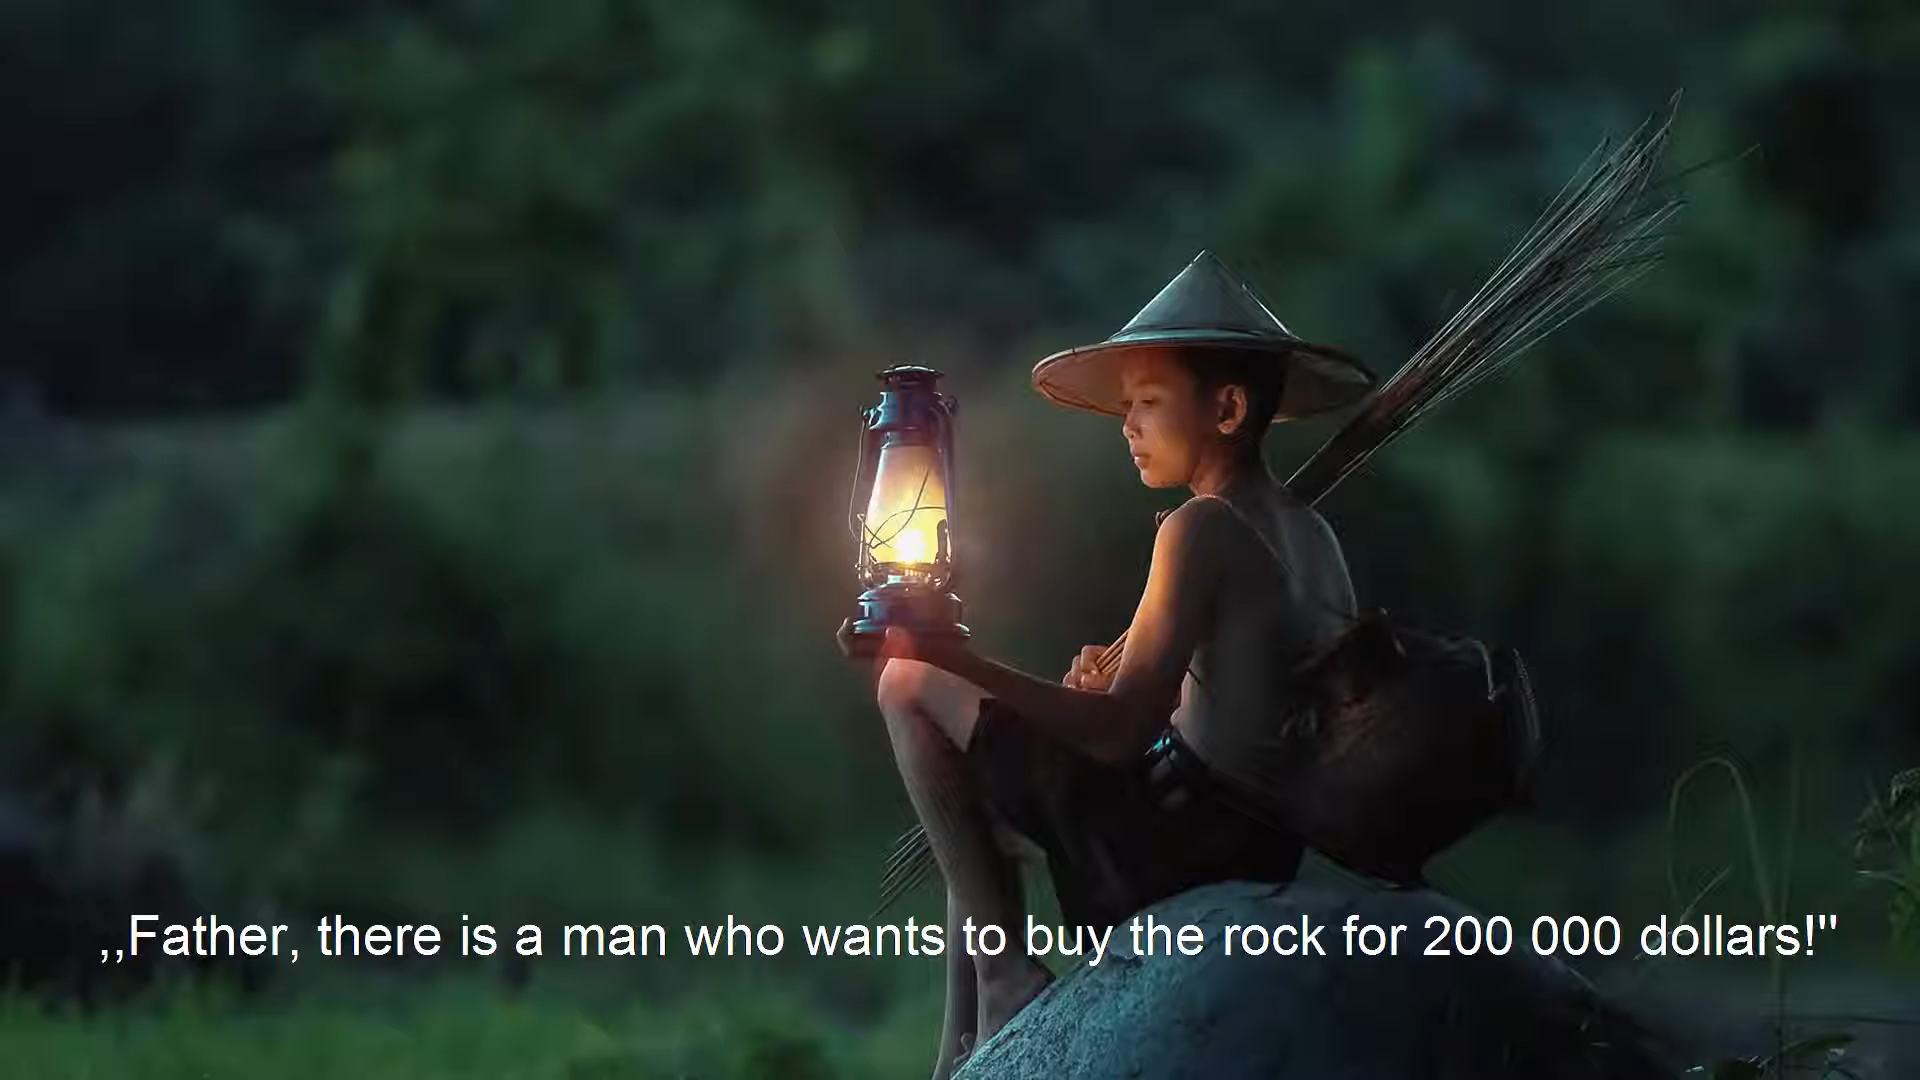 ,,Father, there is a man who wants to buy the rock for 200 000 dollars!"